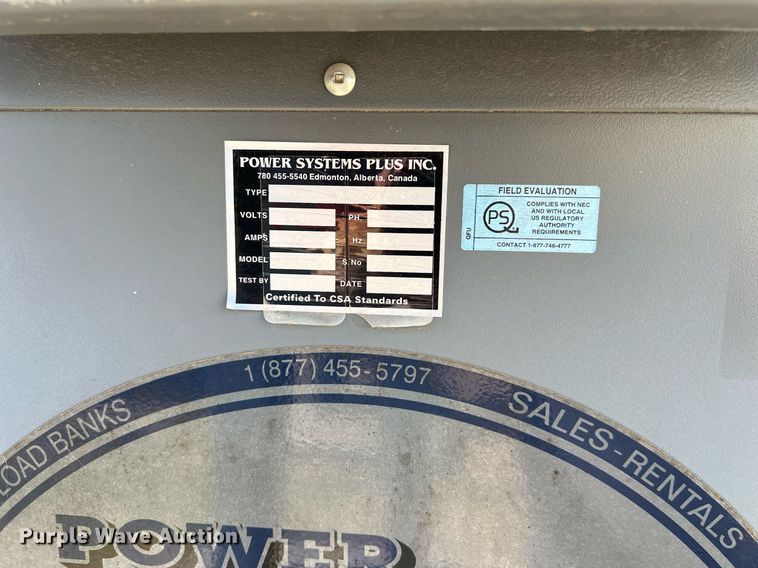 POWER SYSTEMS PLUS INC.
780 455-5540 Edmonton, Alberta, Canada
TYPE
VOLTS PH.
AMPS Hz
MODEL S.No
TEST BY DATE
Certified To CSA Standards
FIELD EVALUATION
QPS
QFU
COMPLIES WITH NEC
AND WITH LOCAL
US REGULATORY
AUTHORITY
REQUIREMENTS
CONTACT 1-877-746-4777
LOAD BANKS
1 (877) 455-5797
SALES-RENTALS
POWER
Purple Wave Auction